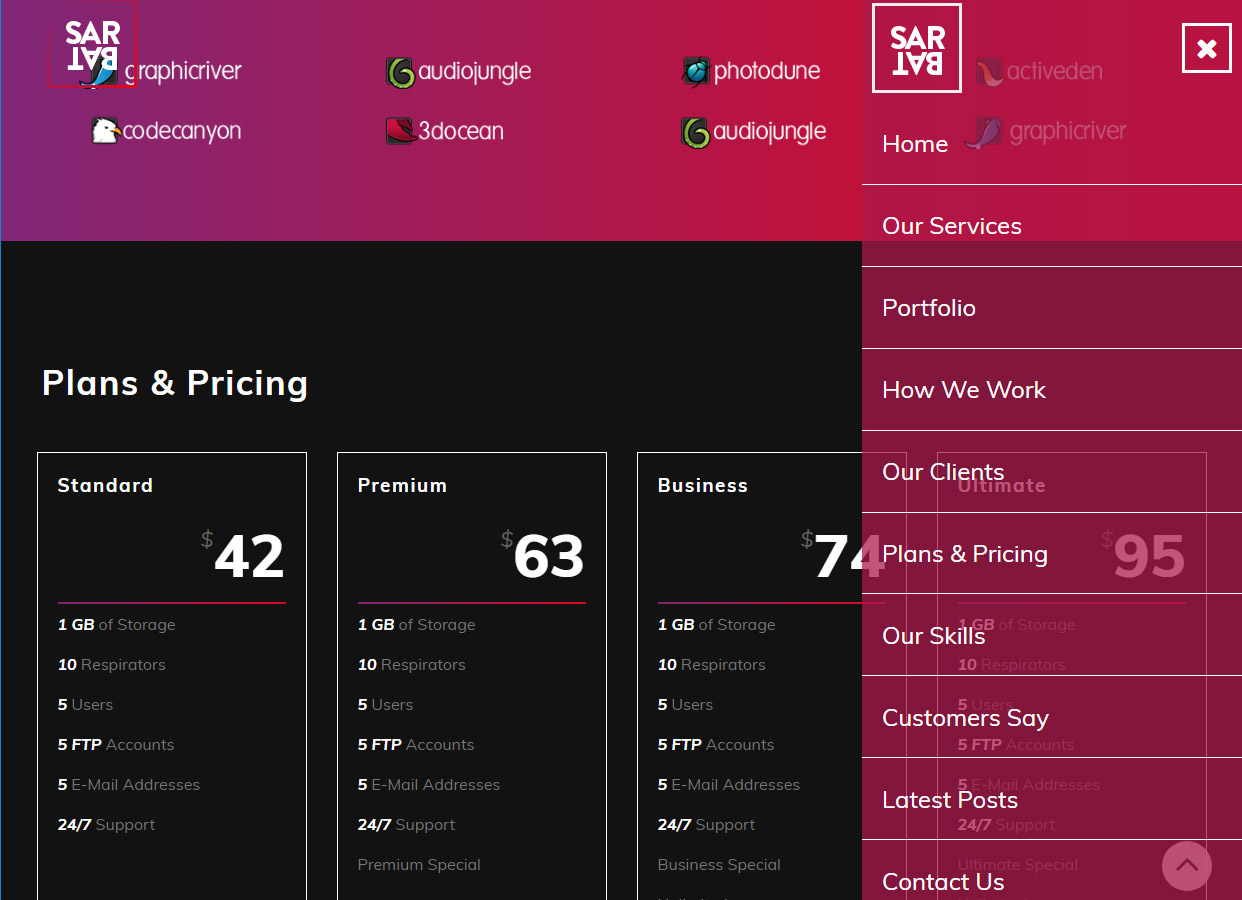 SAR
BAT
graphicriver
audiojungle
photodune
activeden
codecanyon
3docean
audiojungle
graphicriver
SAR
BAT
Home
Our Services
Portfolio
How We Work
Our Clients
Plans & Pricing
Our Skills
Customers Say
Latest Posts
Contact Us
Plans & Pricing
Standard
$42
1 GB of Storage
10 Respirators
5 Users
5 FTP Accounts
5 E-Mail Addresses
24/7 Support
Premium
$63
1 GB of Storage
10 Respirators
5 Users
5 FTP Accounts
5 E-Mail Addresses
24/7 Support
Premium Special
Business
$74
1 GB of Storage
10 Respirators
5 Users
5 FTP Accounts
5 E-Mail Addresses
24/7 Support
Business Special
Ultimate
$95
1 GB of Storage
10 Respirators
5 Users
5 FTP Accounts
5 E-Mail Addresses
24/7 Support
Ultimate Special